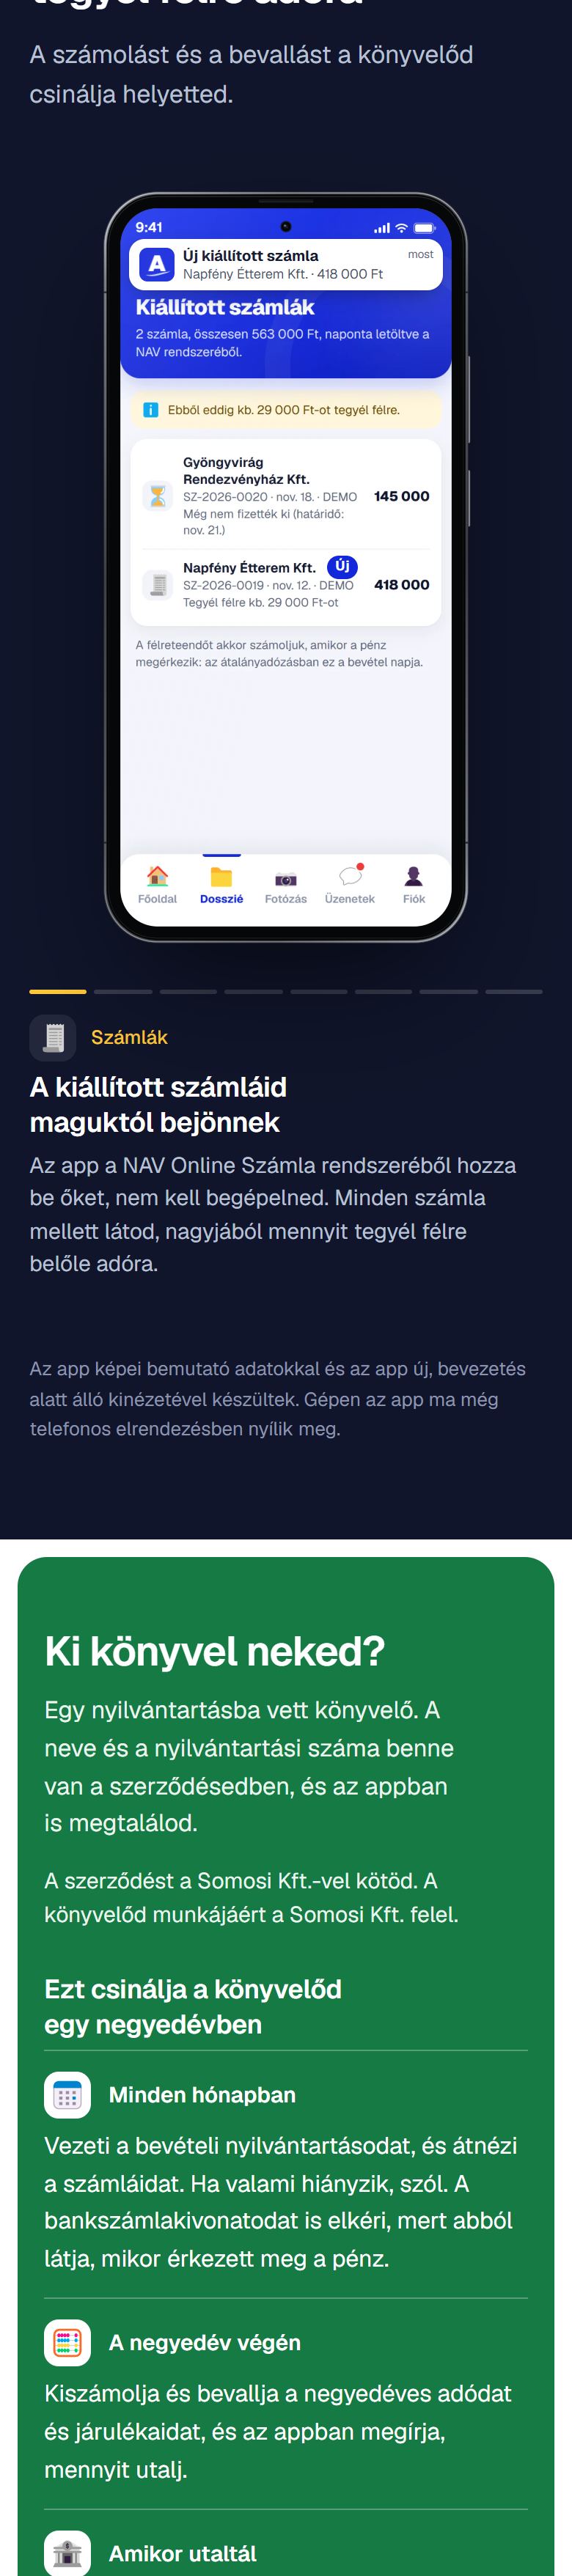 A számolást és a bevallást a könyvelőd
csinálja helyetted.
9:41
A
Új kiállított számla
most
Napfény Étterem Kft. · 418 000 Ft
Kiállított számlák
2 számla, összesen 563 000 Ft, naponta letöltve a
NAV rendszeréből.
Ebből eddig kb. 29 000 Ft-ot tegyél félre.
Gyöngyvirág
Rendezvényház Kft.
SZ-2026-0020 · nov. 18. · DEMO
145 000
Még nem fizették ki (határidő:
nov. 21.)
Napfény Étterem Kft.
Új
SZ-2026-0019 · nov. 12. · DEMO
418 000
Tegyél félre kb. 29 000 Ft-ot
A félreteendőt akkor számoljuk, amikor a pénz
megérkezik: az átalányadózásban ez a bevétel napja.
Főoldal
Dosszié
Fotózás
Üzenetek
Fiók
Számlák
A kiállított számláid
maguktól bejönnek
Az app a NAV Online Számla rendszeréből hozza
be őket, nem kell begépelned. Minden számla
mellett látod, nagyjából mennyit tegyél félre
belőle adóra.
Az app képei bemutató adatokkal és az app új, bevezetés
alatt álló kinézetével készültek. Gépen az app ma még
telefonos elrendezésben nyílik meg.
Ki könyvel neked?
Egy nyilvántartásba vett könyvelő. A
neve és a nyilvántartási száma benne
van a szerződésedben, és az appban
is megtalálod.
A szerződést a Somosi Kft.-vel kötöd. A
könyvelőd munkájáért a Somosi Kft. felel.
Ezt csinálja a könyvelőd
egy negyedévben
Minden hónapban
Vezeti a bevételi nyilvántartásodat, és átnézi
a számláidat. Ha valami hiányzik, szól. A
bankszámlakivonatodat is elkéri, mert abból
látja, mikor érkezett meg a pénz.
A negyedév végén
Kiszámolja és bevallja a negyedéves adódat
és járulékaidat, és az appban megírja,
mennyit utalj.
Amikor utaltál